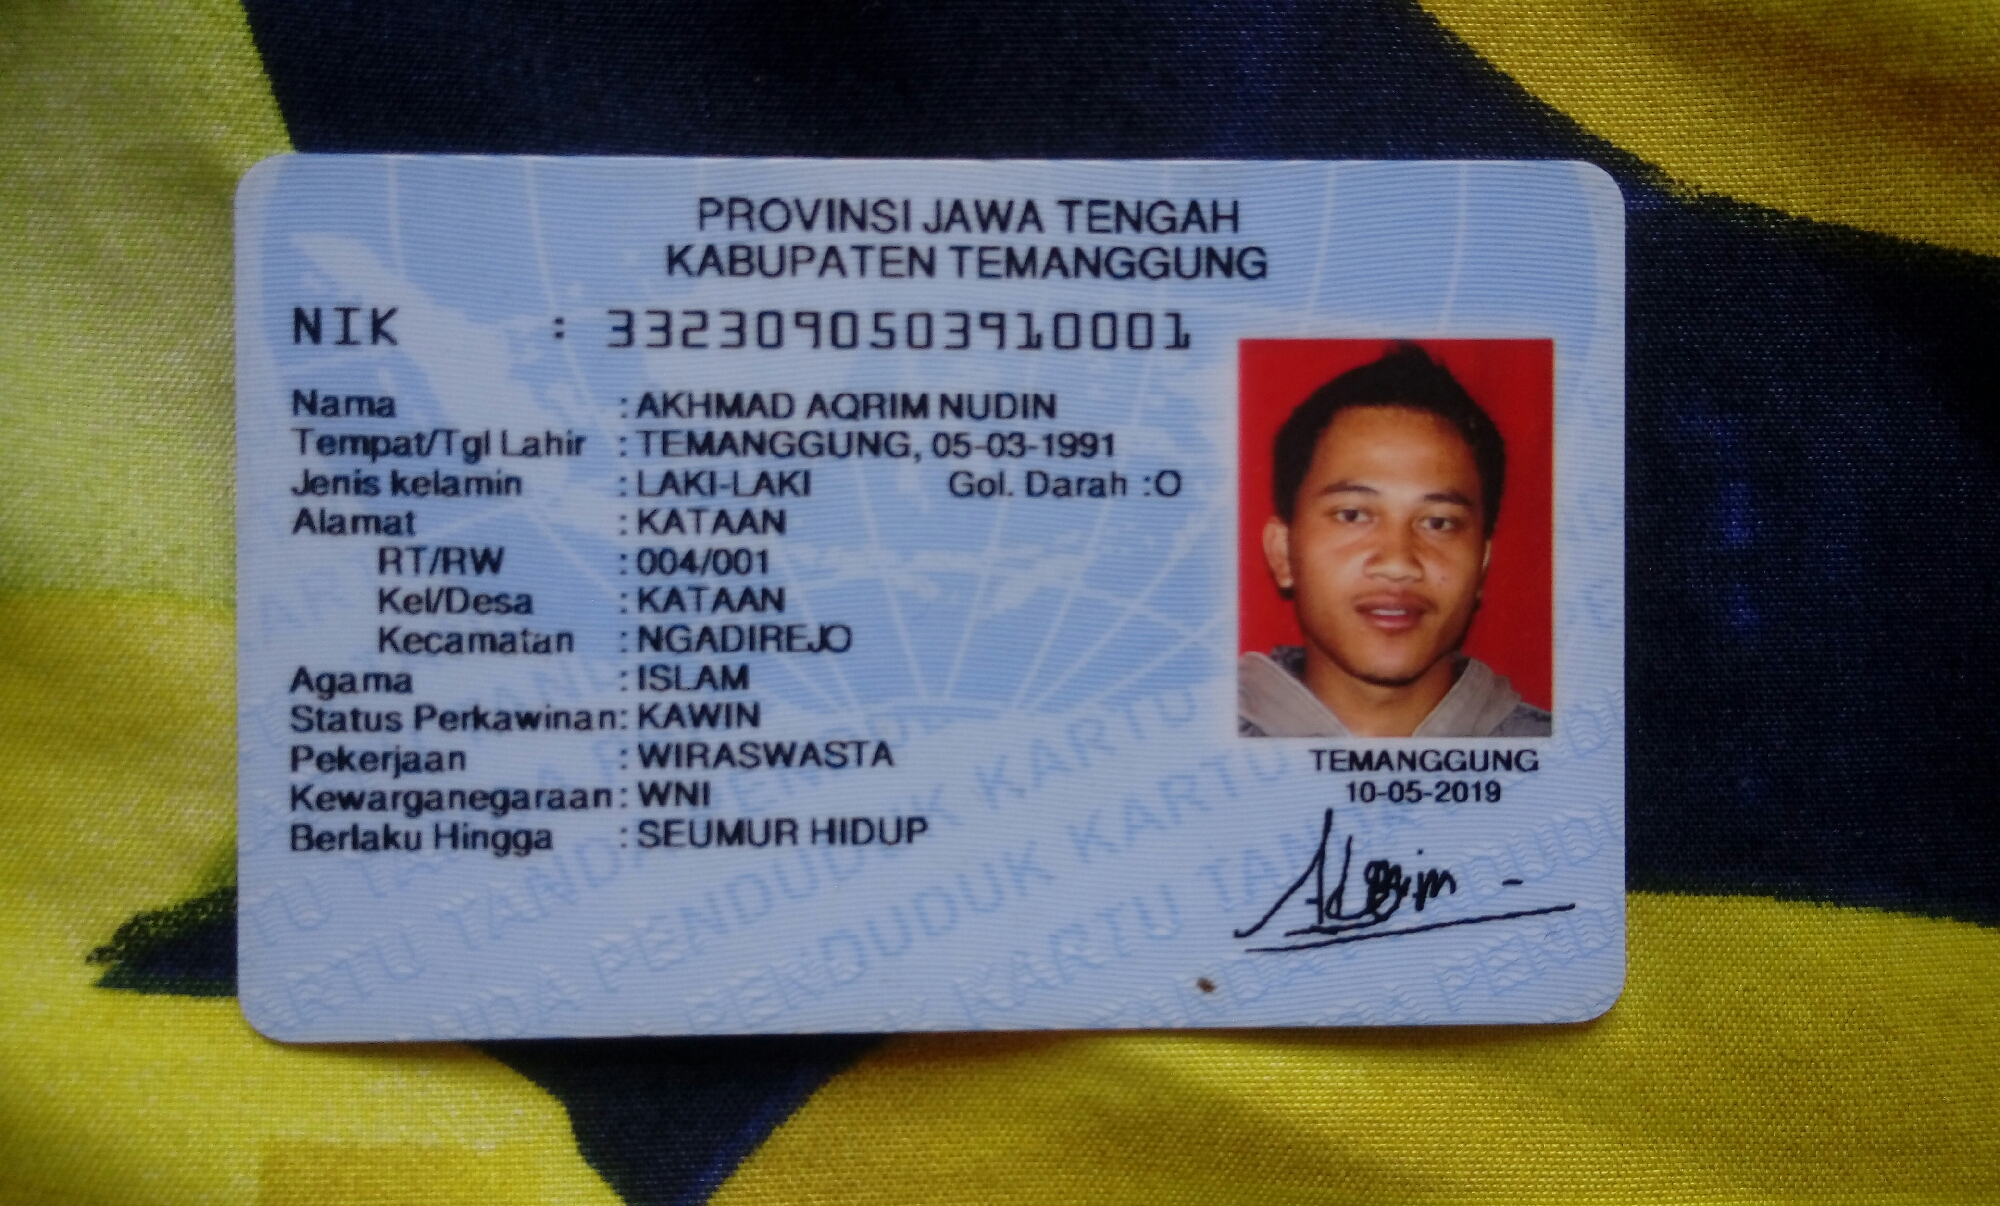 PROVINSI JAWA TENGAH
KABUPATEN TEMANGGUNG
NIK : 3323090503910001
Nama : AKHMAD AQRIM NUDIN
Tempat/Tgl Lahir : TEMANGGUNG, 05-03-1991
Jenis kelamin : LAKI-LAKI Gol. Darah :O
Alamat : KATAAN
RT/RW : 004/001
Kel/Desa : KATAAN
Kecamatan : NGADIREJO
Agama : ISLAM
Status Perkawinan: KAWIN
Pekerjaan : WIRASWASTA
Kewarganegaraan: WNI
Berlaku Hingga : SEUMUR HIDUP
TEMANGGUNG
10-05-2019